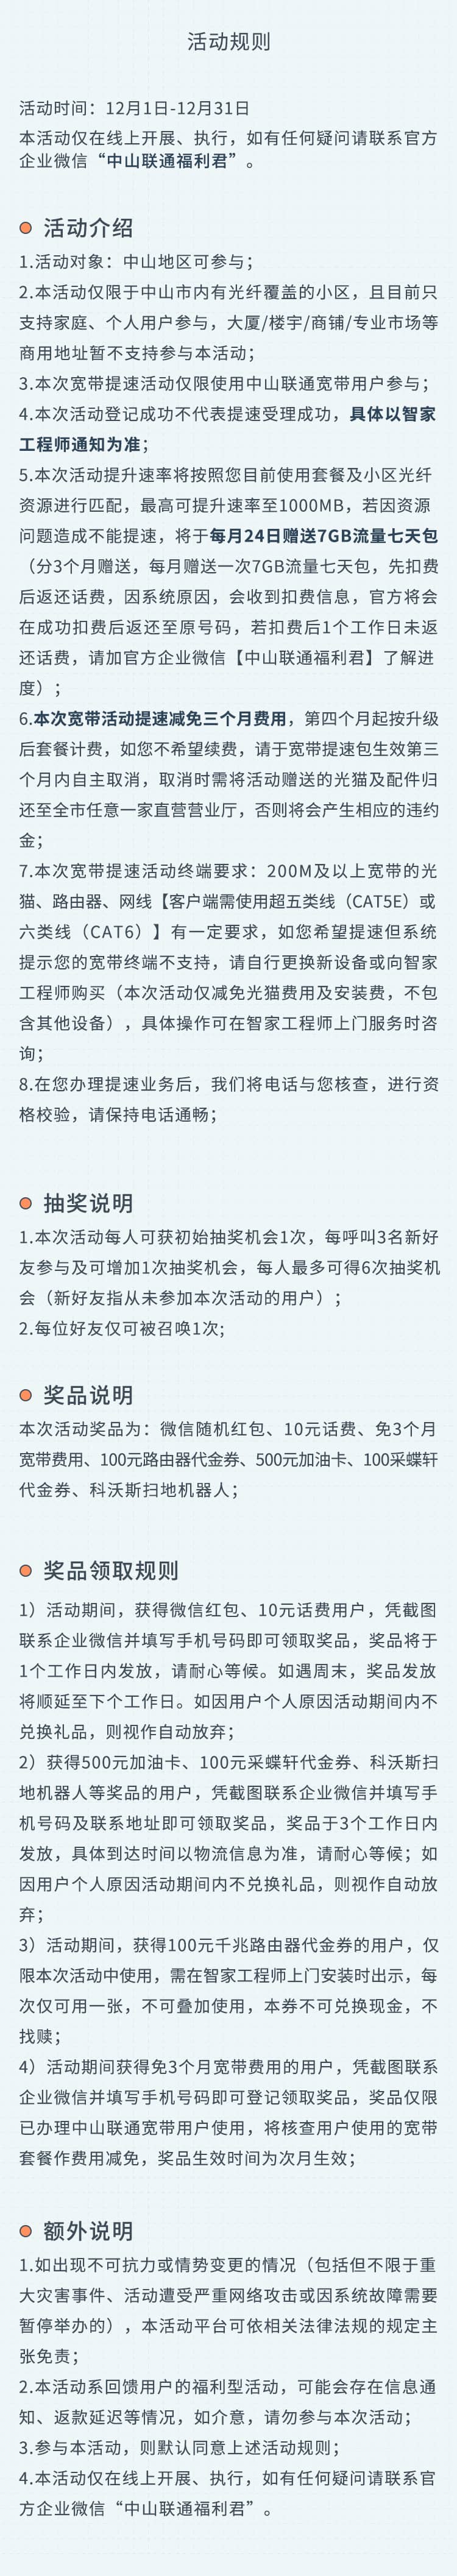 活动规则
活动时间：12月1日-12月31日
本活动仅在线上开展、执行，如有任何疑问请联系官方
企业微信“中山联通福利君”。
活动介绍
1.活动对象：中山地区可参与；
2.本活动仅限于中山市内有光纤覆盖的小区，且目前只
支持家庭、个人用户参与，大厦/楼宇/商铺/专业市场等
商用地址暂不支持参与本活动；
3.本次宽带提速活动仅限使用中山联通宽带用户参与；
4.本次活动登记成功不代表提速受理成功，具体以智家
工程师通知为准；
5.本次活动提升速率将按照您目前使用套餐及小区光纤
资源进行匹配，最高可提升速率至1000MB，若因资源
问题造成不能提速，将于每月24日赠送7GB流量七天包
（分3个月赠送，每月赠送一次7GB流量七天包，先扣费
后返还话费，因系统原因，会收到扣费信息，官方将会
在成功扣费后返还至原号码，若扣费后1个工作日未返
还话费，请加官方企业微信【中山联通福利君】了解进
度）；
6.本次宽带活动提速减免三个月费用，第四个月起按升级
后套餐计费，如您不希望续费，请于宽带提速包生效第三
个月内自主取消，取消时需将活动赠送的光猫及配件归
还至全市任意一家直营营业厅，否则将会产生相应的违约
金；
7.本次宽带提速活动终端要求：200M及以上宽带的光
猫、路由器、网线【客户端需使用超五类线（CAT5E）或
六类线（CAT6）】有一定要求，如您希望提速但系统
提示您的宽带终端不支持，请自行更换新设备或向智家
工程师购买（本次活动仅减免光猫费用及安装费，不包
含其他设备），具体操作可在智家工程师上门服务时咨
询；
8.在您办理提速业务后，我们将电话与您核查，进行资
格校验，请保持电话通畅；
抽奖说明
1.本次活动每人可获初始抽奖机会1次，每呼叫3名新好
友参与及可增加1次抽奖机会，每人最多可得6次抽奖机
会（新好友指从未参加本次活动的用户）；
2.每位好友仅可被召唤1次;
奖品说明
本次活动奖品为：微信随机红包、10元话费、免3个月
宽带费用、100元路由器代金券、500元加油卡、100采蝶轩
代金券、科沃斯扫地机器人；
奖品领取规则
1）活动期间，获得微信红包、10元话费用户，凭截图
联系企业微信并填写手机号码即可领取奖品，奖品将于
1个工作日内发放，请耐心等候。如遇周末，奖品发放
将顺延至下个工作日。如因用户个人原因活动期间内不
兑换礼品，则视作自动放弃；
2）获得500元加油卡、100元采蝶轩代金券、科沃斯扫
地机器人等奖品的用户，凭截图联系企业微信并填写手
机号码及联系地址即可领取奖品，奖品于3个工作日内
发放，具体到达时间以物流信息为准，请耐心等候；如
因用户个人原因活动期间内不兑换礼品，则视作自动放
弃；
3）活动期间，获得100元千兆路由器代金券的用户，仅
限本次活动中使用，需在智家工程师上门安装时出示，每
次仅可用一张，不可叠加使用，本券不可兑换现金，不
找赎；
4）活动期间获得免3个月宽带费用的用户，凭截图联系
企业微信并填写手机号码即可登记领取奖品，奖品仅限
已办理中山联通宽带用户使用，将核查用户使用的宽带
套餐作费用减免，奖品生效时间为次月生效；
额外说明
1.如出现不可抗力或情势变更的情况（包括但不限于重
大灾害事件、活动遭受严重网络攻击或因系统故障需要
暂停举办的），本活动平台可依相关法律法规的规定主
张免责；
2.本活动系回馈用户的福利型活动，可能会存在信息通
知、返款延迟等情况，如介意，请勿参与本次活动；
3.参与本活动，则默认同意上述活动规则；
4.本活动仅在线上开展、执行，如有任何疑问请联系官
方企业微信“中山联通福利君”。